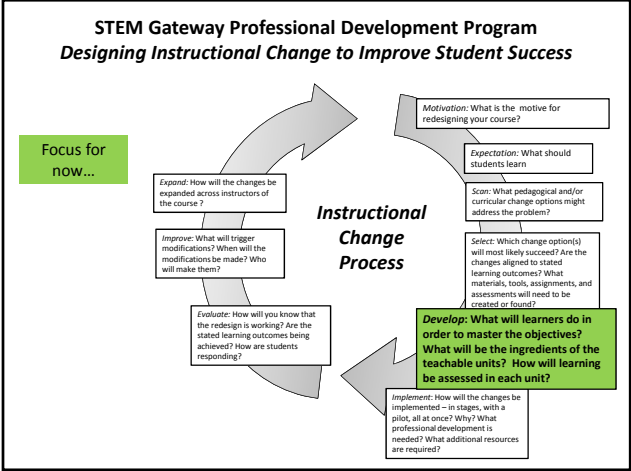 STEM Gateway Professional Development Program
Designing Instructional Change to Improve Student Success
Focus for
now…
Motivation: What is the motive for
redesigning your course?
Expectation: What should
students learn
Scan: What pedagogical and/or
curricular change options might
address the problem?
Select: Which change option(s)
will most likely succeed? Are the
changes aligned to stated
learning outcomes? What
materials, tools, assignments, and
assessments will need to be
created or found?
Develop: What will learners do in
order to master the objectives?
What will be the ingredients of the
teachable units? How will learning
be assessed in each unit?
Implement: How will the changes be
implemented – in stages, with a
pilot, all at once? Why? What
professional development is
needed? What additional resources
are required?
Evaluate: How will you know that
the redesign is working? Are the
stated learning outcomes being
achieved? How are students
responding?
Improve: What will trigger
modifications? When will the
modifications be made? Who
will make them?
Expand: How will the changes be
expanded across instructors of
the course ?
Instructional
Change
Process